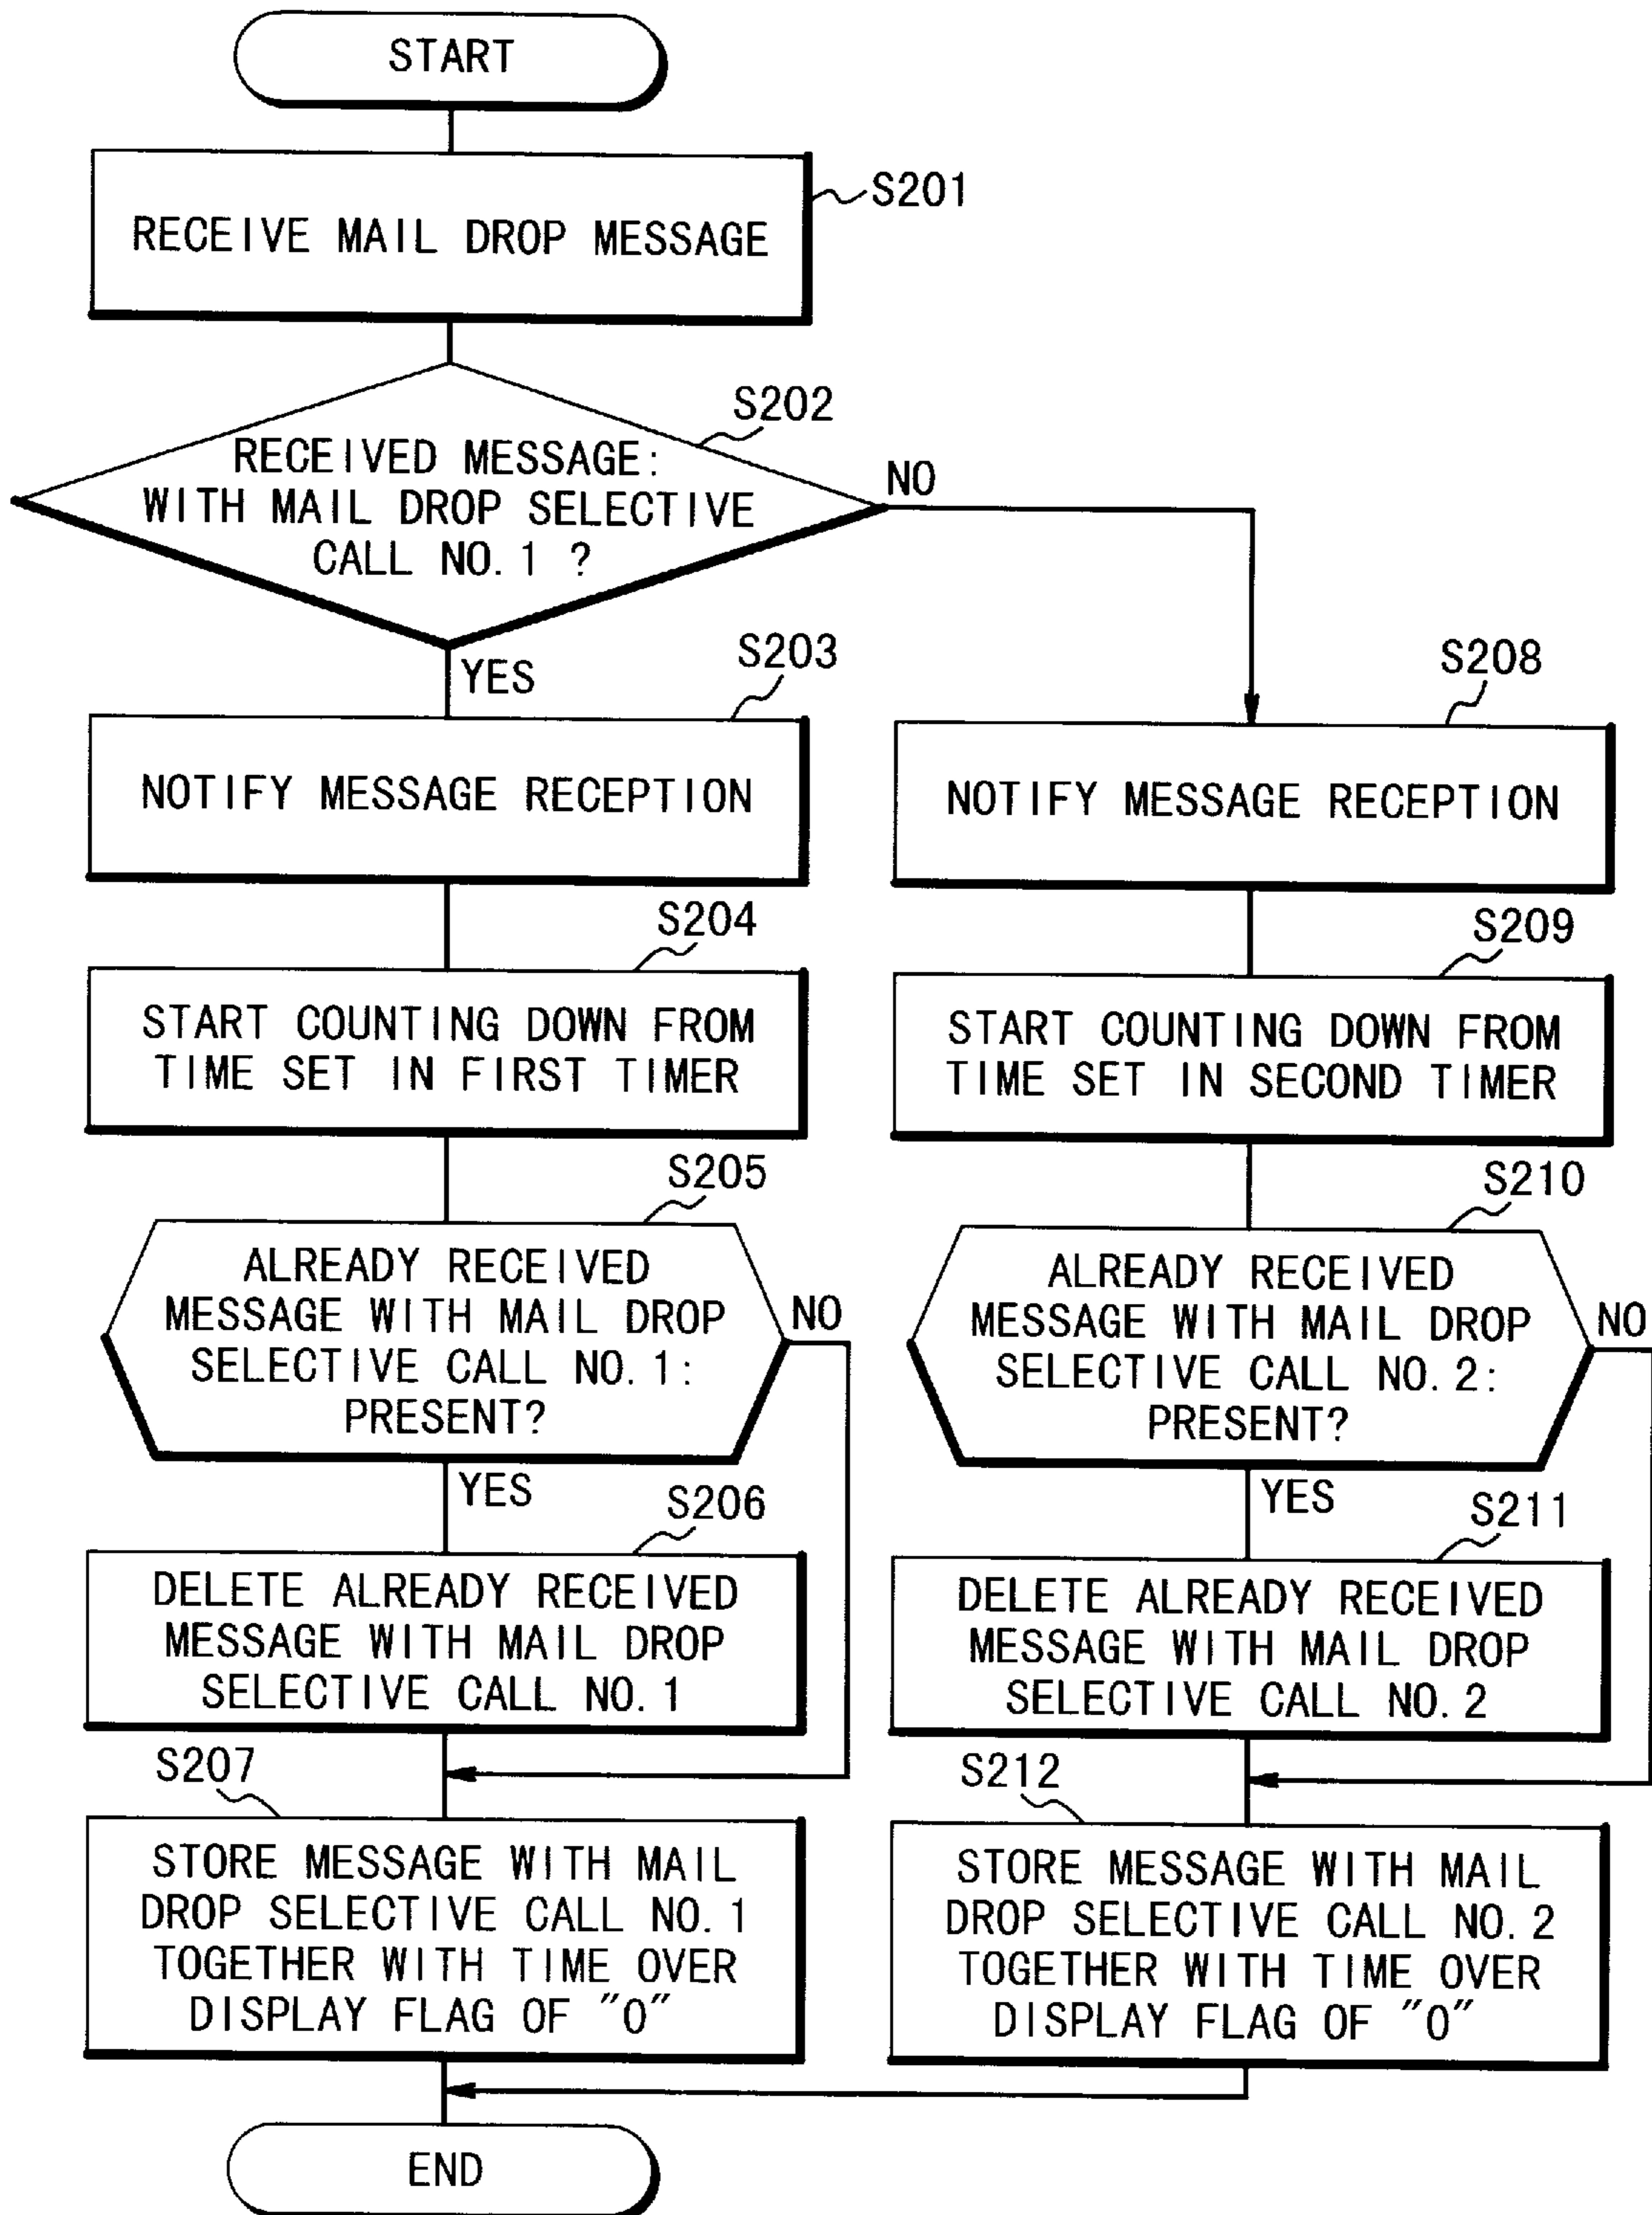 START
S201
RECEIVE MAIL DROP MESSAGE
S202
RECEIVED MESSAGE:
WITH MAIL DROP SELECTIVE
CALL NO. 1 ?
NO
YES
S203
NOTIFY MESSAGE RECEPTION
S204
START COUNTING DOWN FROM
TIME SET IN FIRST TIMER
S205
ALREADY RECEIVED
MESSAGE WITH MAIL DROP
SELECTIVE CALL NO. 1:
PRESENT?
NO
YES
S206
DELETE ALREADY RECEIVED
MESSAGE WITH MAIL DROP
SELECTIVE CALL NO. 1
S207
STORE MESSAGE WITH MAIL
DROP SELECTIVE CALL NO. 1
TOGETHER WITH TIME OVER
DISPLAY FLAG OF "0"
S208
NOTIFY MESSAGE RECEPTION
S209
START COUNTING DOWN FROM
TIME SET IN SECOND TIMER
S210
ALREADY RECEIVED
MESSAGE WITH MAIL DROP
SELECTIVE CALL NO. 2:
PRESENT?
NO
YES
S211
DELETE ALREADY RECEIVED
MESSAGE WITH MAIL DROP
SELECTIVE CALL NO. 2
S212
STORE MESSAGE WITH MAIL
DROP SELECTIVE CALL NO. 2
TOGETHER WITH TIME OVER
DISPLAY FLAG OF "0"
END